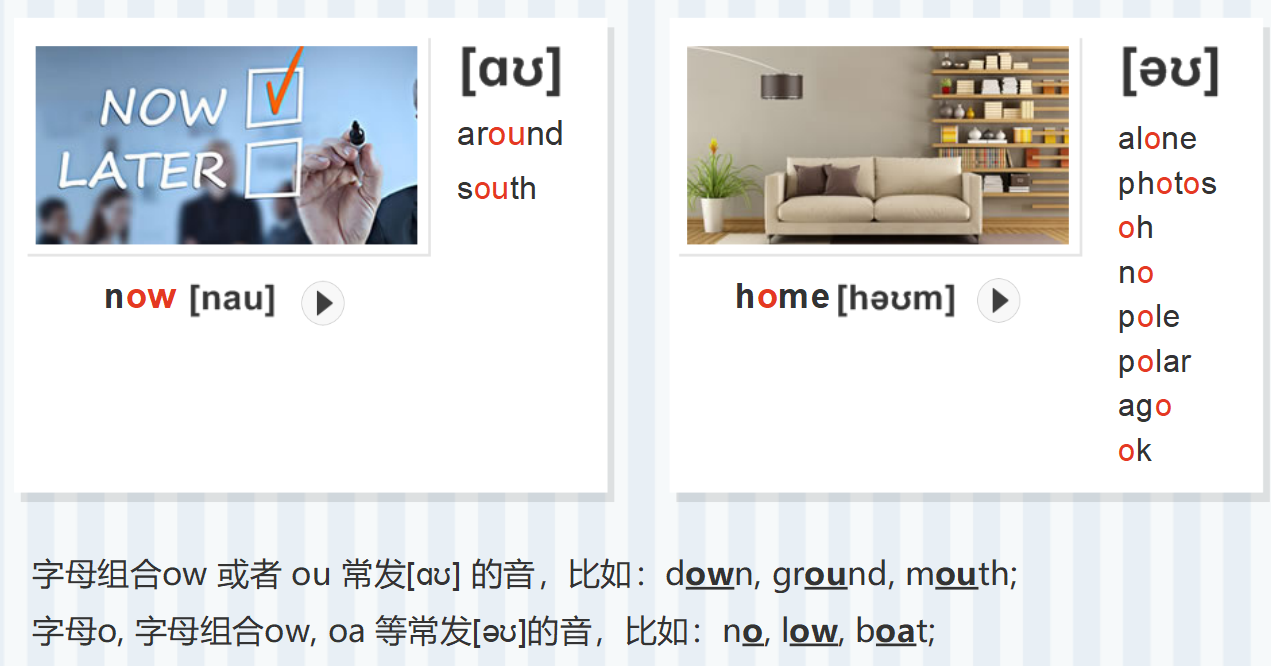 NOW
LATER
now [nau]
[ɑʊ]
around
south
home [həʊm]
[əʊ]
alone
photos
oh
no
pole
polar
ago
ok
字母组合ow 或者 ou 常发[ɑʊ] 的音，比如：down, ground, mouth;
字母o, 字母组合ow, oa 等常发[əʊ]的音，比如：no, low, boat;